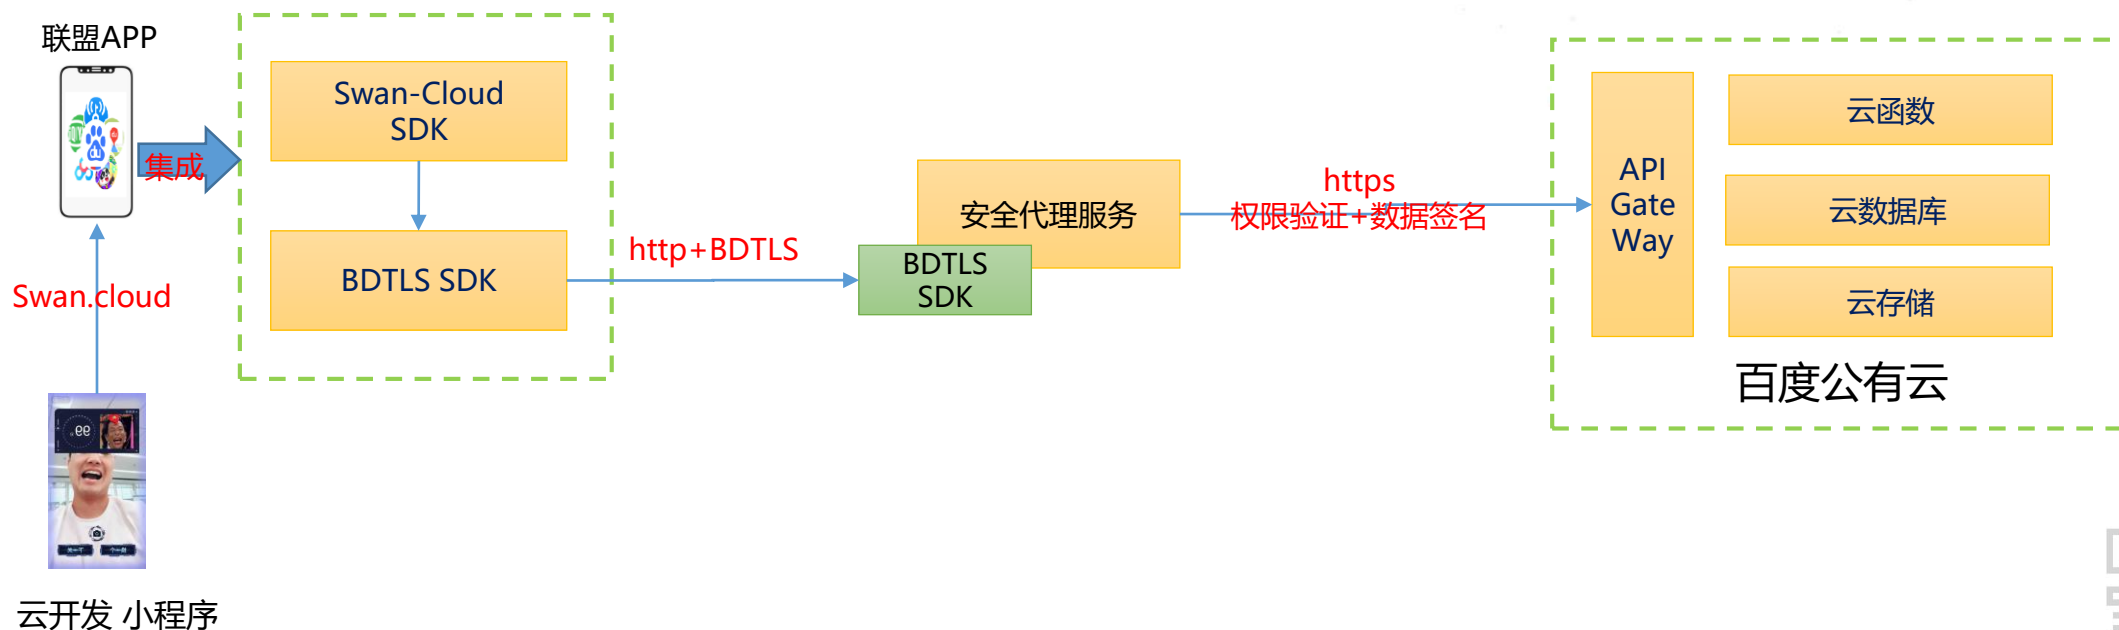 联盟APP
集成
Swan.cloud
云开发 小程序
Swan-Cloud
SDK
BDTLS SDK
http+BDTLS
安全代理服务
BDTLS
SDK
https
权限验证+数据签名
API
Gate
Way
云函数
云数据库
云存储
百度公有云